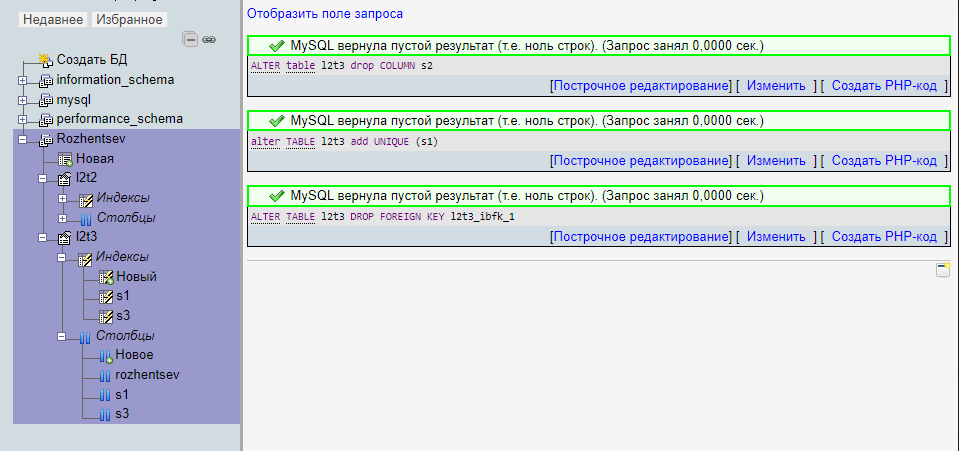 Недавнее Избранное
Создать БД
information_schema
mysql
performance_schema
Rozhentsev
Новая
l2t2
Индексы
Столбцы
l2t3
Индексы
Новый
s1
s3
Столбцы
Новое
rozhentsev
s1
s3
Отобразить поле запроса
MySQL вернула пустой результат (т.е. ноль строк). (Запрос занял 0,0000 сек.)
ALTER table l2t3 drop COLUMN s2
[Построчное редактирование] [ Изменить ] [ Создать PHP-код ]
MySQL вернула пустой результат (т.е. ноль строк). (Запрос занял 0,0000 сек.)
alter TABLE l2t3 add UNIQUE (s1)
[Построчное редактирование] [ Изменить ] [ Создать PHP-код ]
MySQL вернула пустой результат (т.е. ноль строк). (Запрос занял 0,0000 сек.)
ALTER TABLE l2t3 DROP FOREIGN KEY l2t3_ibfk_1
[Построчное редактирование] [ Изменить ] [ Создать PHP-код ]